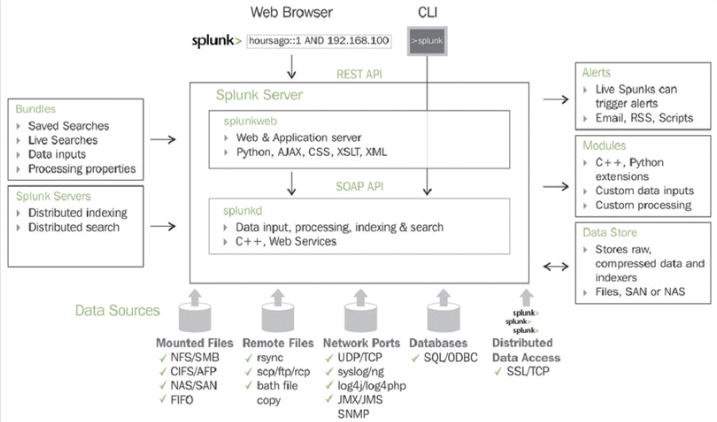 Web Browser
CLI
splunk>
hoursago::1 AND 192.168.100
>splunk
REST API
Bundles
Saved Searches
Live Searches
Data inputs
Processing properties
Splunk Servers
Distributed indexing
Distributed search
Splunk Server
splunkweb
Web & Application server
Python, AJAX, CSS, XSLT, XML
SOAP API
splunkd
Data input, processing, indexing & search
C++, Web Services
Alerts
Live Spunks can
trigger alerts
Email, RSS, Scripts
Modules
C++, Python
extensions
Custom data inputs
Custom processing
Data Store
Stores raw,
compressed data and
indexers
Files, SAN or NAS
Data Sources
Mounted Files
NFS/SMB
CIFS/AFP
NAS/SAN
FIFO
Remote Files
rsync
scp/ftp/rcp
bath file
copy
Network Ports
UDP/TCP
syslog/ng
log4j/log4php
JMX/JMS
SNMP
Databases
SQL/ODBC
splunk>
splunk>
splunk>
Distributed
Data Access
SSL/TCP